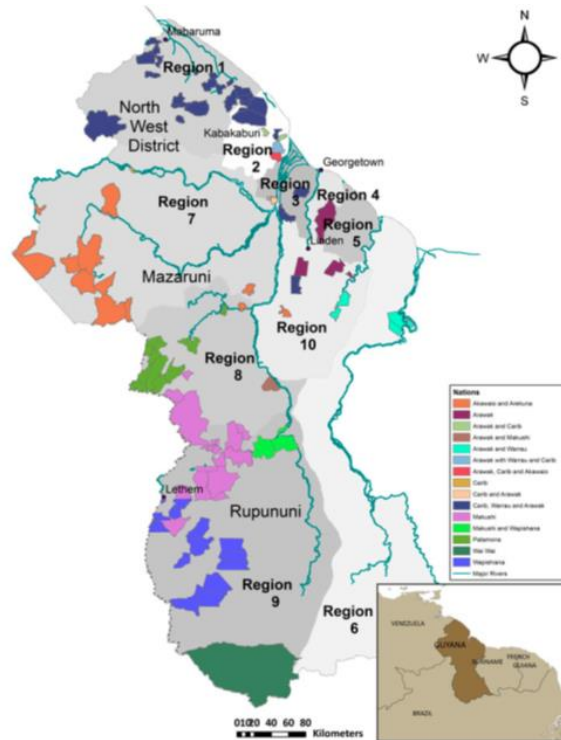 N
W E
S
Mabaruma
Region 1
North
West
District
Kabakaburi
Region
2
Georgetown
Region
3
Region 4
Region
5
Region
7
Linden
Mazaruni
Region
10
Region
8
Lethem
Rupununi
Region
9
Region
6
Nations
Akawaio and Arekuna
Arawak
Arawak and Carib
Arawak and Makushi
Arawak and Warrau
Arawak with Warrau and Carib
Arawak, Carib and Akawaio
Carib
Carib and Arawak
Carib, Warrau and Arawak
Makushi
Makushi and Wapishana
Patamona
Wai Wai
Wapishana
Major Rivers
VENEZUELA
GUYANA
SURINAME
FRENCH
GUIANA
BRAZIL
01020 40 60 80
Kilometers